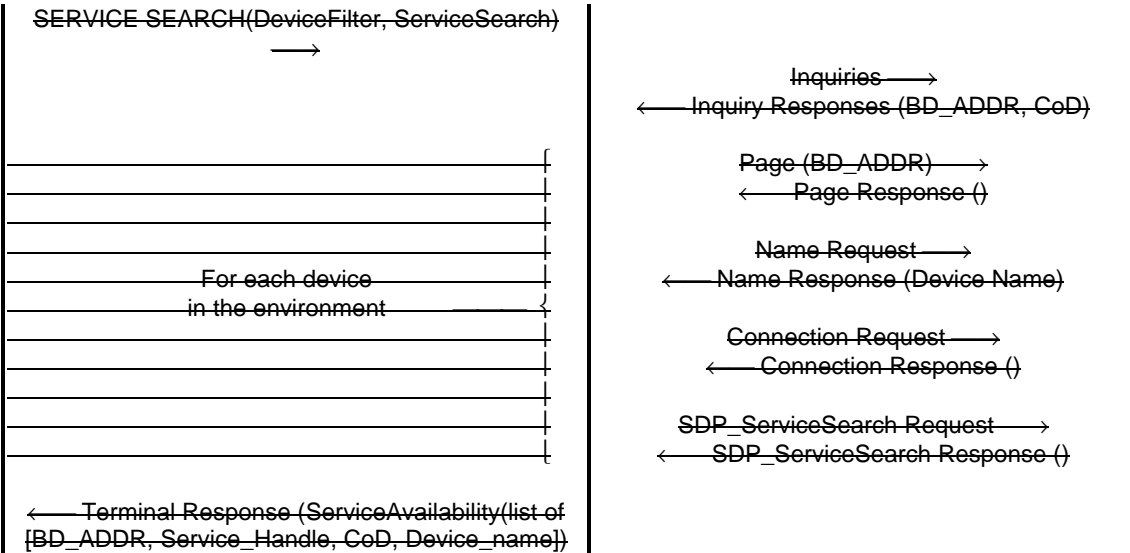 SERVICE SEARCH(DeviceFilter, ServiceSearch)
⟶
Inquiries ⟶
⟵ Inquiry Responses (BD_ADDR, CoD)
Page (BD_ADDR) ⟶
⟵ Page Response ()
Name Request ⟶
⟵ Name Response (Device Name)
For each device
in the environment
Connection Request ⟶
⟵ Connection Response ()
SDP_ServiceSearch Request ⟶
⟵ SDP_ServiceSearch Response ()
⟵ Terminal Response (ServiceAvailability(list of
[BD_ADDR, Service_Handle, CoD, Device_name])